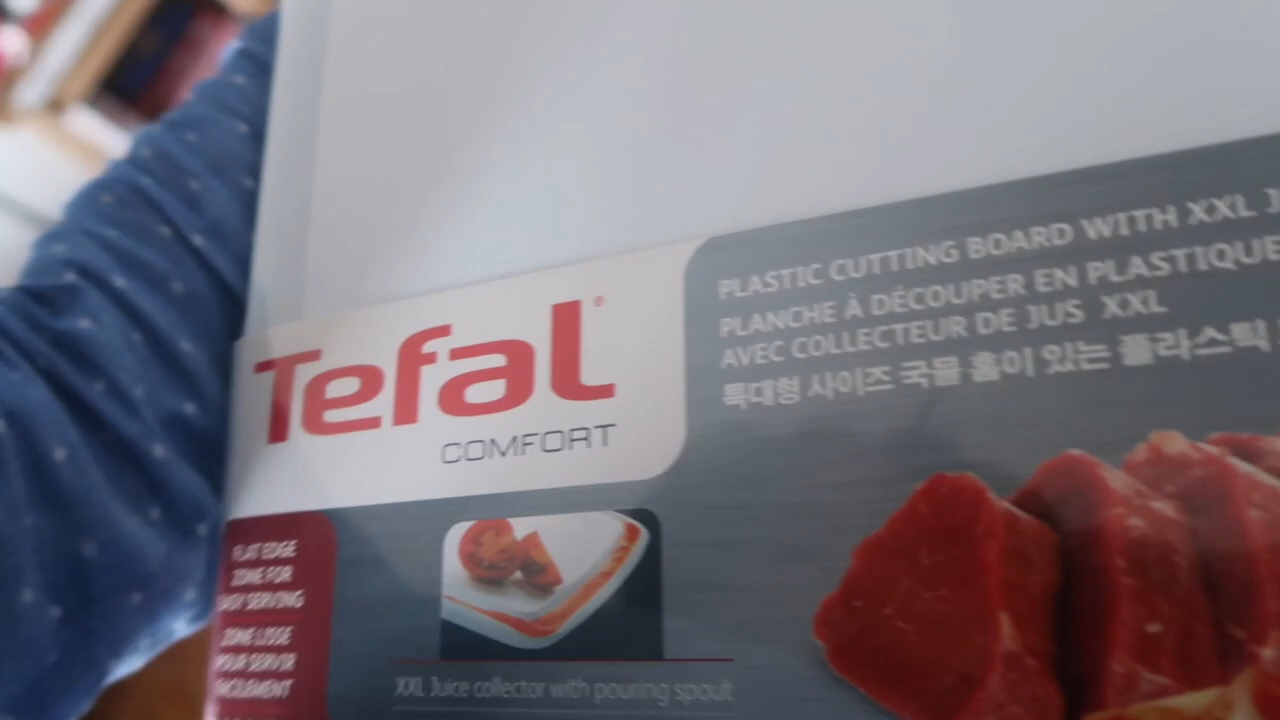 PLASTIC CUTTING BOARD WITH XXL
PLANCHE À DÉCOUPER EN PLASTIQUE
AVEC COLLECTEUR DE JUS XXL
특대형 사이즈 국물 홈이 있는 플라스틱
Tefal®
COMFORT
FLAT EDGE
ZONE FOR
EASY SERVING
ZONE LISSE
POUR SERVIR
FACILEMENT
XXL Juice collector with pouring spout